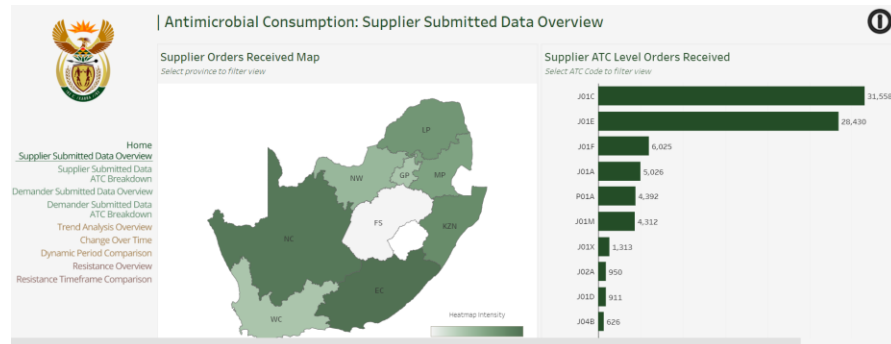 Antimicrobial Consumption: Supplier Submitted Data Overview
Home
Supplier Submitted Data Overview
Supplier Submitted Data
ATC Breakdown
Demander Submitted Data Overview
Demander Submitted Data
ATC Breakdown
Trend Analysis Overview
Change Over Time
Dynamic Period Comparison
Resistance Overview
Resistance Timeframe Comparison
Supplier Orders Received Map
Select province to filter view
LP
NW
GP
MP
FS
KZN
NC
EC
WC
Heatmap Intensity
Supplier ATC Level Orders Received
Select ATC Code to filter view
J01C 31,558
J01E 28,430
J01F 6,025
J01A 5,026
P01A 4,392
J01M 4,312
J01X 1,313
J02A 950
J01D 911
J04B 626